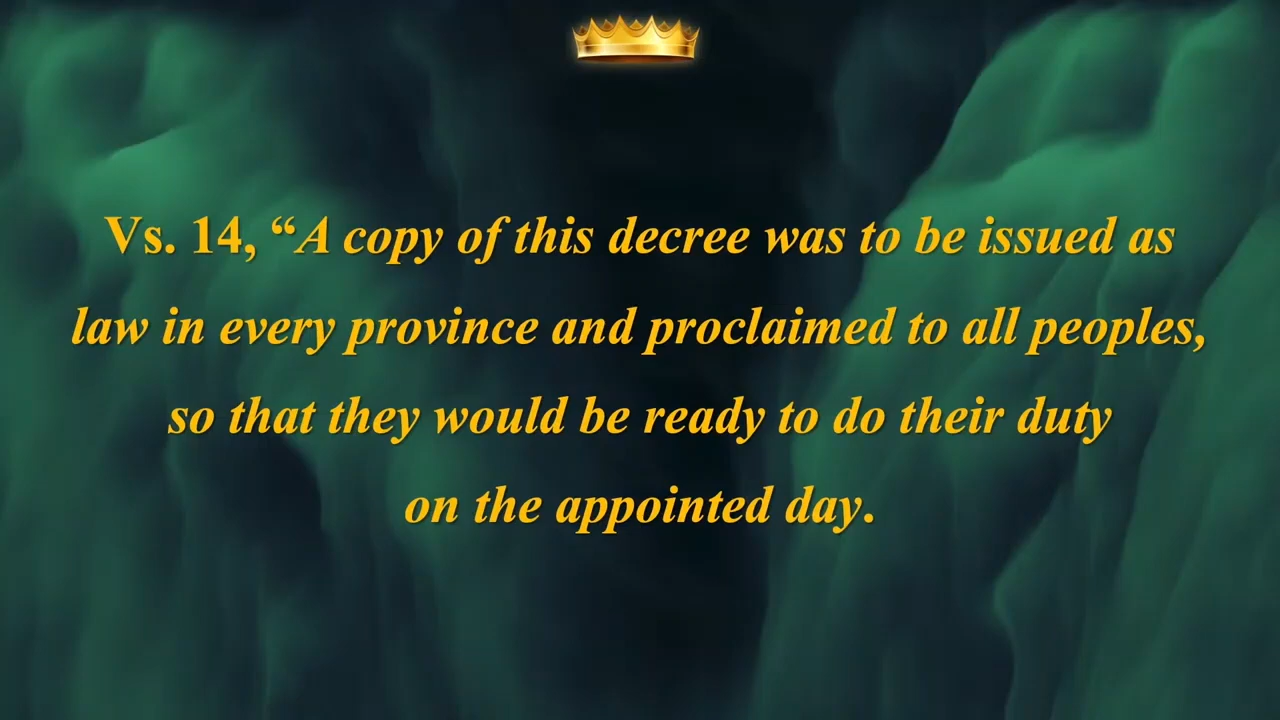 Vs. 14, “A copy of this decree was to be issued as
law in every province and proclaimed to all peoples,
so that they would be ready to do their duty
on the appointed day.